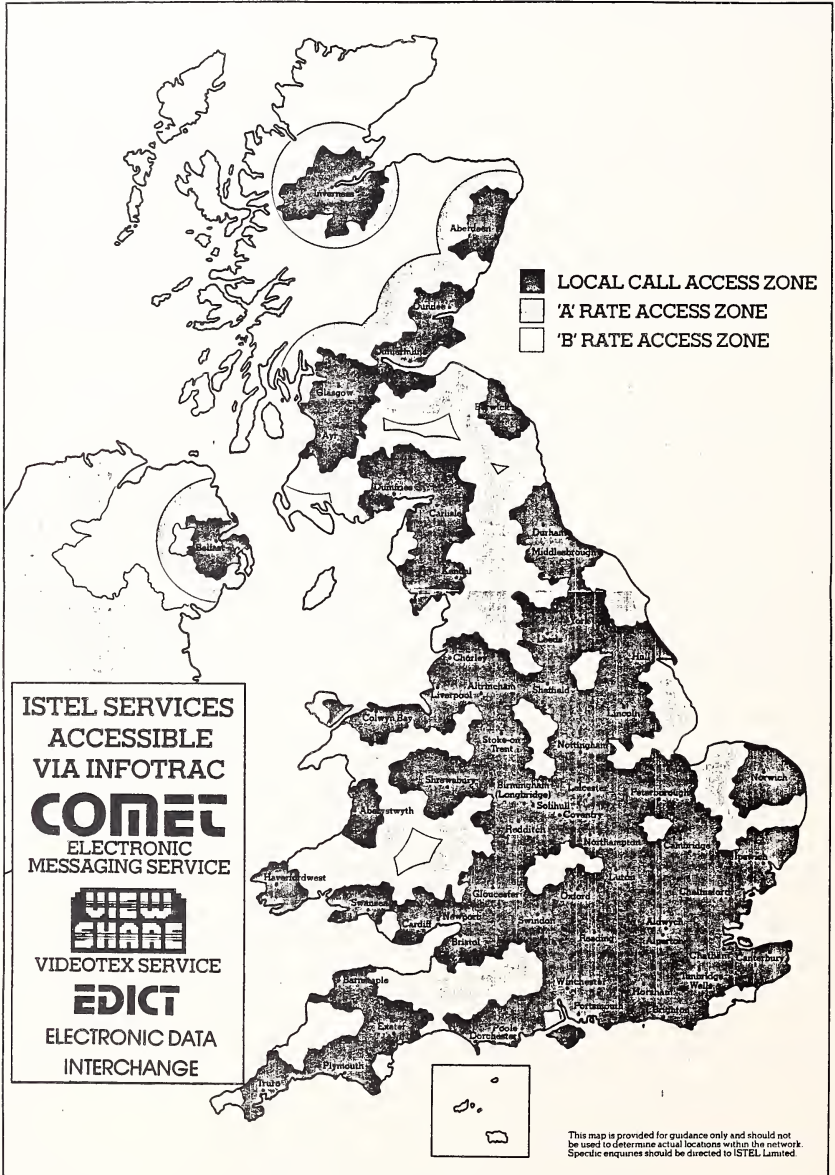 Inverness
Aberdeen
LOCAL CALL ACCESS ZONE
'A' RATE ACCESS ZONE
'B' RATE ACCESS ZONE
Dundee
Dunfermline
Glasgow
Ayr
Berwick
Dumfries
Carlisle
Belfast
Durham
Middlesbrough
Kendal
York
Leeds
Hull
Chorley
Altrincham
Liverpool
Sheffield
Lincoln
Colwyn Bay
Stoke-on
Trent
Nottingham
Shrewsbury
Birmingham
(Longbridge)
Leicester
Peterborough
Norwich
Solihull
Coventry
Aberystwyth
Redditch
Northampton
Cambridge
Ipswich
Haverfordwest
Gloucester
Oxford
Luton
Chelmsford
Swansea
Cardiff
Newport
Swindon
Aldwych
Alperton
Bristol
Reading
Chatham
Canterbury
Barnstaple
Winchester
Tunbridge
Wells
Horsham
Portsmouth
Brighton
Exeter
Poole
Dorchester
Plymouth
Truro
ISTEL SERVICES
ACCESSIBLE
VIA INFOTRAC
COMET
ELECTRONIC
MESSAGING SERVICE
VIEW
SHARE
VIDEOTEX SERVICE
EDICT
ELECTRONIC DATA
INTERCHANGE
This map is provided for guidance only and should not
be used to determine actual locations within the network.
Specific enquiries should be directed to ISTEL Limited.